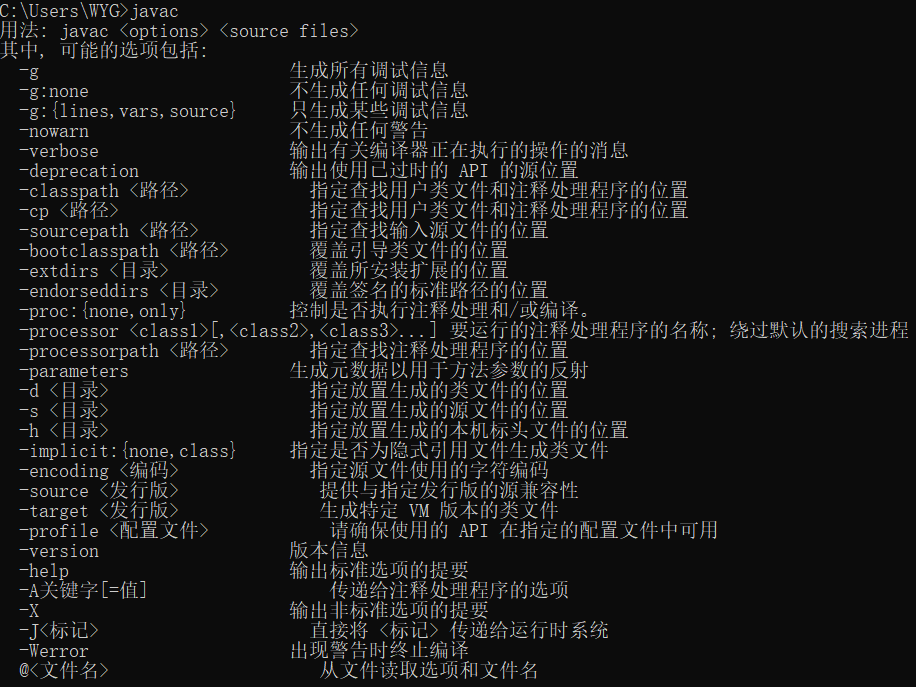 C:\Users\WYG>javac
用法: javac <options> <source files>
其中, 可能的选项包括:
  -g                         生成所有调试信息
  -g:none                    不生成任何调试信息
  -g:{lines,vars,source}     只生成某些调试信息
  -nowarn                    不生成任何警告
  -verbose                   输出有关编译器正在执行的操作的消息
  -deprecation               输出使用已过时的 API 的源位置
  -classpath <路径>            指定查找用户类文件和注释处理程序的位置
  -cp <路径>                   指定查找用户类文件和注释处理程序的位置
  -sourcepath <路径>           指定查找输入源文件的位置
  -bootclasspath <路径>        覆盖引导类文件的位置
  -extdirs <目录>              覆盖所安装扩展的位置
  -endorseddirs <目录>         覆盖签名的标准路径的位置
  -proc:{none,only}          控制是否执行注释处理和/或编译。
  -processor <class1>[,<class2>,<class3>...] 要运行的注释处理程序的名称; 绕过默认的搜索进程
  -processorpath <路径>        指定查找注释处理程序的位置
  -parameters                生成元数据以用于方法参数的反射
  -d <目录>                    指定放置生成的类文件的位置
  -s <目录>                    指定放置生成的源文件的位置
  -h <目录>                    指定放置生成的本机标头文件的位置
  -implicit:{none,class}     指定是否为隐式引用文件生成类文件
  -encoding <编码>             指定源文件使用的字符编码
  -source <发行版>              提供与指定发行版的源兼容性
  -target <发行版>              生成特定 VM 版本的类文件
  -profile <配置文件>            请确保使用的 API 在指定的配置文件中可用
  -version                   版本信息
  -help                      输出标准选项的提要
  -A关键字[=值]                  传递给注释处理程序的选项
  -X                         输出非标准选项的提要
  -J<标记>                     直接将 <标记> 传递给运行时系统
  -Werror                    出现警告时终止编译
  @<文件名>                     从文件读取选项和文件名